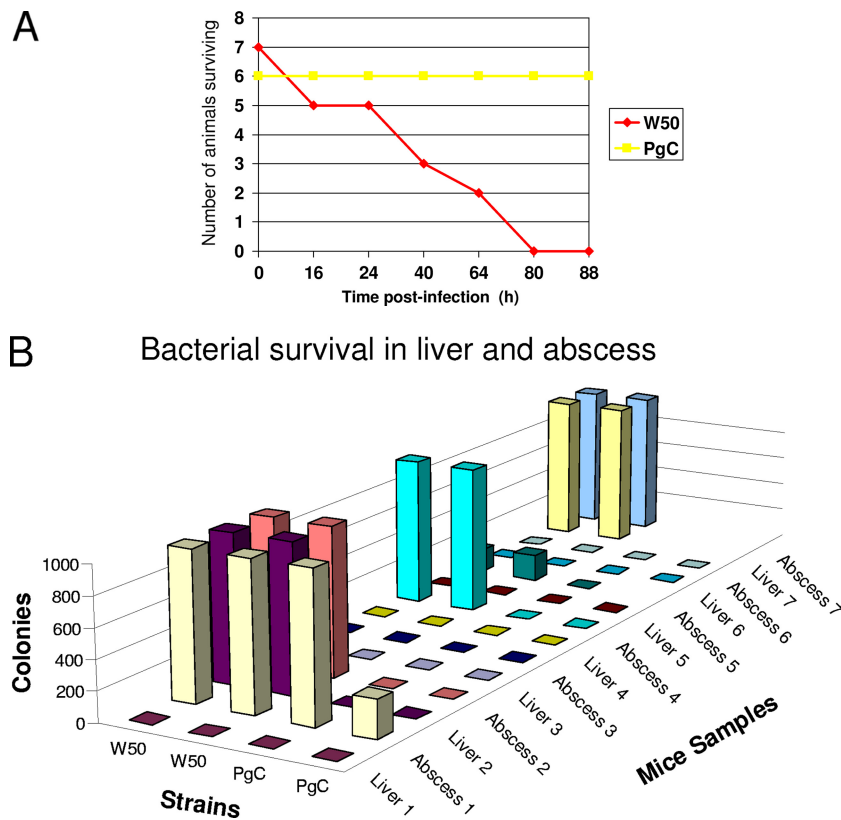 A
Number of animals surviving
8
7
6
5
4
3
2
1
0
0 16 24 40 64 80 88
Time post-infection (h)
W50
PgC
B
Bacterial survival in liver and abscess
Colonies
1000
800
600
400
200
0
W50 W50 PgC PgC
Strains
Liver 1
Abscess 1
Liver 2
Abscess 2
Liver 3
Abscess 3
Liver 4
Abscess 4
Liver 5
Abscess 5
Liver 6
Abscess 6
Liver 7
Abscess 7
Mice Samples